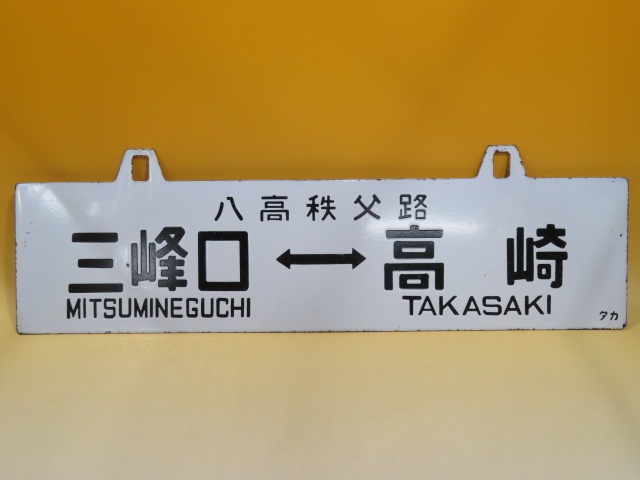 八高秩父路
三峰口 ↔ 高崎
MITSUMINEGUCHI TAKASAKI
タカ